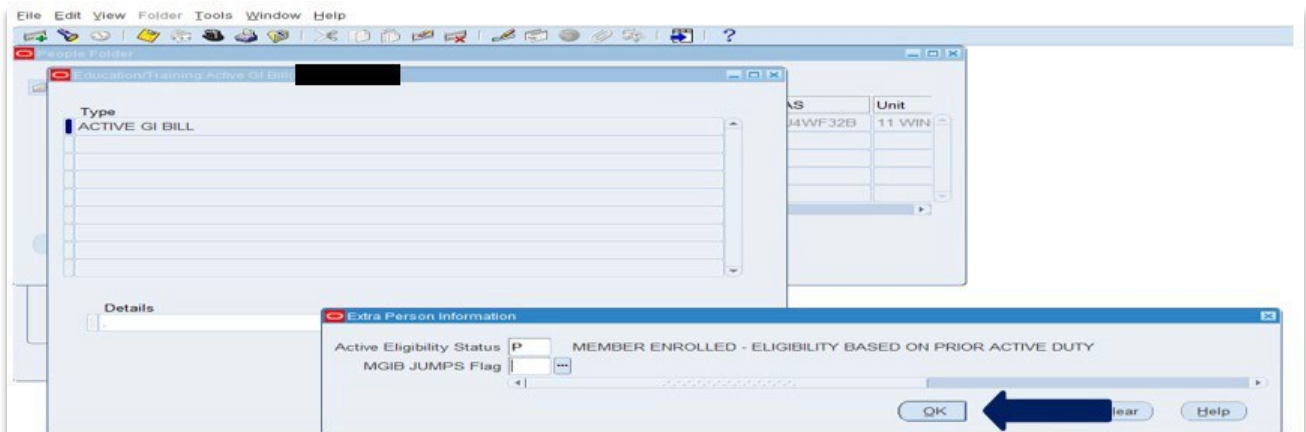 File Edit View Folder Tools Window Help
?
People Folder
Education/Training Active GI Bill(
Type
ACTIVE GI BILL
AS Unit
J4WF32B 11 WIN
Details
.
Extra Person Information
Active Eligibility Status P MEMBER ENROLLED - ELIGIBILITY BASED ON PRIOR ACTIVE DUTY
MGIB JUMPS Flag ...
OK lear Help